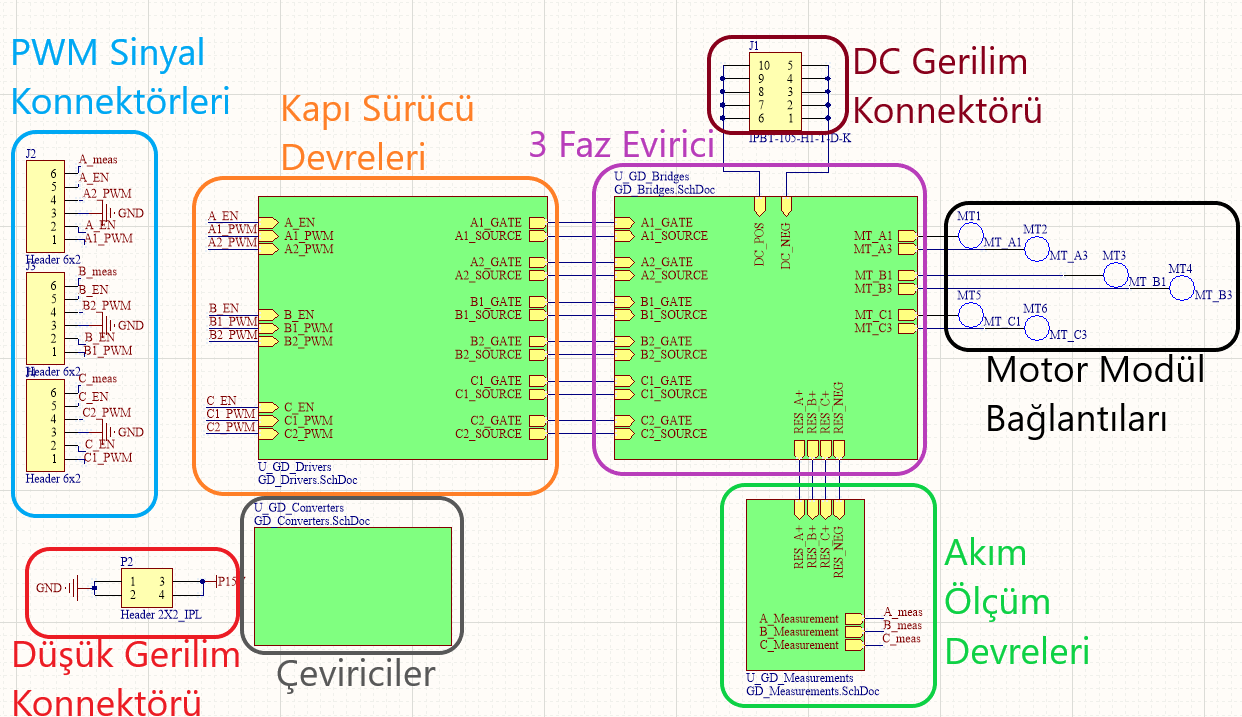 PWM Sinyal
Konnektörleri
J2
A_meas
6
A_EN
5
A2_PWM
4
3
GND
2
A_EN
1
A1_PWM
Header 6x2
J3
B_meas
6
B_EN
5
B2_PWM
4
3
GND
2
B_EN
1
B1_PWM
Header 6x2
C_meas
6
C_EN
5
C2_PWM
4
3
GND
2
C_EN
1
C1_PWM
Header 6x2
Kapı Sürücü
Devreleri
A_EN
A1_PWM
A2_PWM
B_EN
B1_PWM
B2_PWM
C_EN
C1_PWM
C2_PWM
A_EN
A1_PWM
A2_PWM
B_EN
B1_PWM
B2_PWM
C_EN
C1_PWM
C2_PWM
A1_GATE
A1_SOURCE
A2_GATE
A2_SOURCE
B1_GATE
B1_SOURCE
B2_GATE
B2_SOURCE
C1_GATE
C1_SOURCE
C2_GATE
C2_SOURCE
U_GD_Drivers
GD_Drivers.SchDoc
DC Gerilim
Konnektörü
J1
10 5
9 4
8 3
7 2
6 1
IPBT-105-H1-T-D-K
3 Faz Evirici
U_GD_Bridges
GD_Bridges.SchDoc
DC_POS
DC_NEG
A1_GATE
A1_SOURCE
A2_GATE
A2_SOURCE
B1_GATE
B1_SOURCE
B2_GATE
B2_SOURCE
C1_GATE
C1_SOURCE
C2_GATE
C2_SOURCE
MT_A1
MT_A3
MT_B1
MT_B3
MT_C1
MT_C3
RES_A+
RES_B+
RES_C+
RES_NEG
MT1
MT_A1
MT2
MT_A3
MT3
MT_B1
MT4
MT_B3
MT5
MT_C1
MT6
MT_C3
Motor Modül
Bağlantıları
U_GD_Converters
GD_Converters.SchDoc
Çeviriciler
P2
GND
1 3
2 4
P15
Header 2X2_IPL
Düşük Gerilim
Konnektörü
RES_A+
RES_B+
RES_C+
RES_NEG
A_Measurement
B_Measurement
C_Measurement
A_meas
B_meas
C_meas
U_GD_Measurements
GD_Measurements.SchDoc
Akım
Ölçüm
Devreleri